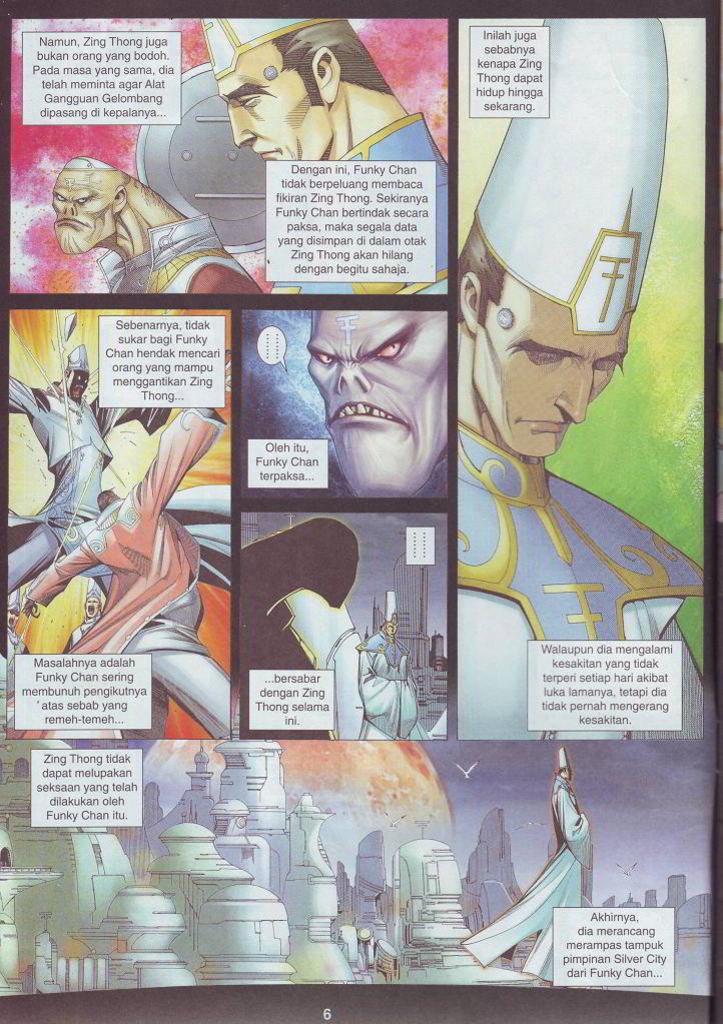 Namun, Zing Thong juga
bukan orang yang bodoh.
Pada masa yang sama, dia
telah meminta agar Alat
Gangguan Gelombang
dipasang di kepalanya...
Dengan ini, Funky Chan
tidak berpeluang membaca
fikiran Zing Thong. Sekiranya
Funky Chan bertindak secara
paksa, maka segala data
yang disimpan di dalam otak
Zing Thong akan hilang
dengan begitu sahaja.
Inilah juga
sebabnya
kenapa Zing
Thong dapat
hidup hingga
sekarang.
Sebenarnya, tidak
sukar bagi Funky
Chan hendak mencari
orang yang mampu
menggantikan Zing
Thong...
Masalahnya adalah
Funky Chan sering
membunuh pengikutnya
atas sebab yang
remeh-temeh...
Oleh itu,
Funky Chan
terpaksa...
...bersabar
dengan Zing
Thong selama
ini.
Walaupun dia mengalami
kesakitan yang tidak
terperi setiap hari akibat
luka lamanya, tetapi dia
tidak pernah mengerang
kesakitan.
Zing Thong tidak
dapat melupakan
seksaan yang telah
dilakukan oleh
Funky Chan itu.
Akhirnya,
dia merancang
merampas tampuk
pimpinan Silver City
dari Funky Chan...
6